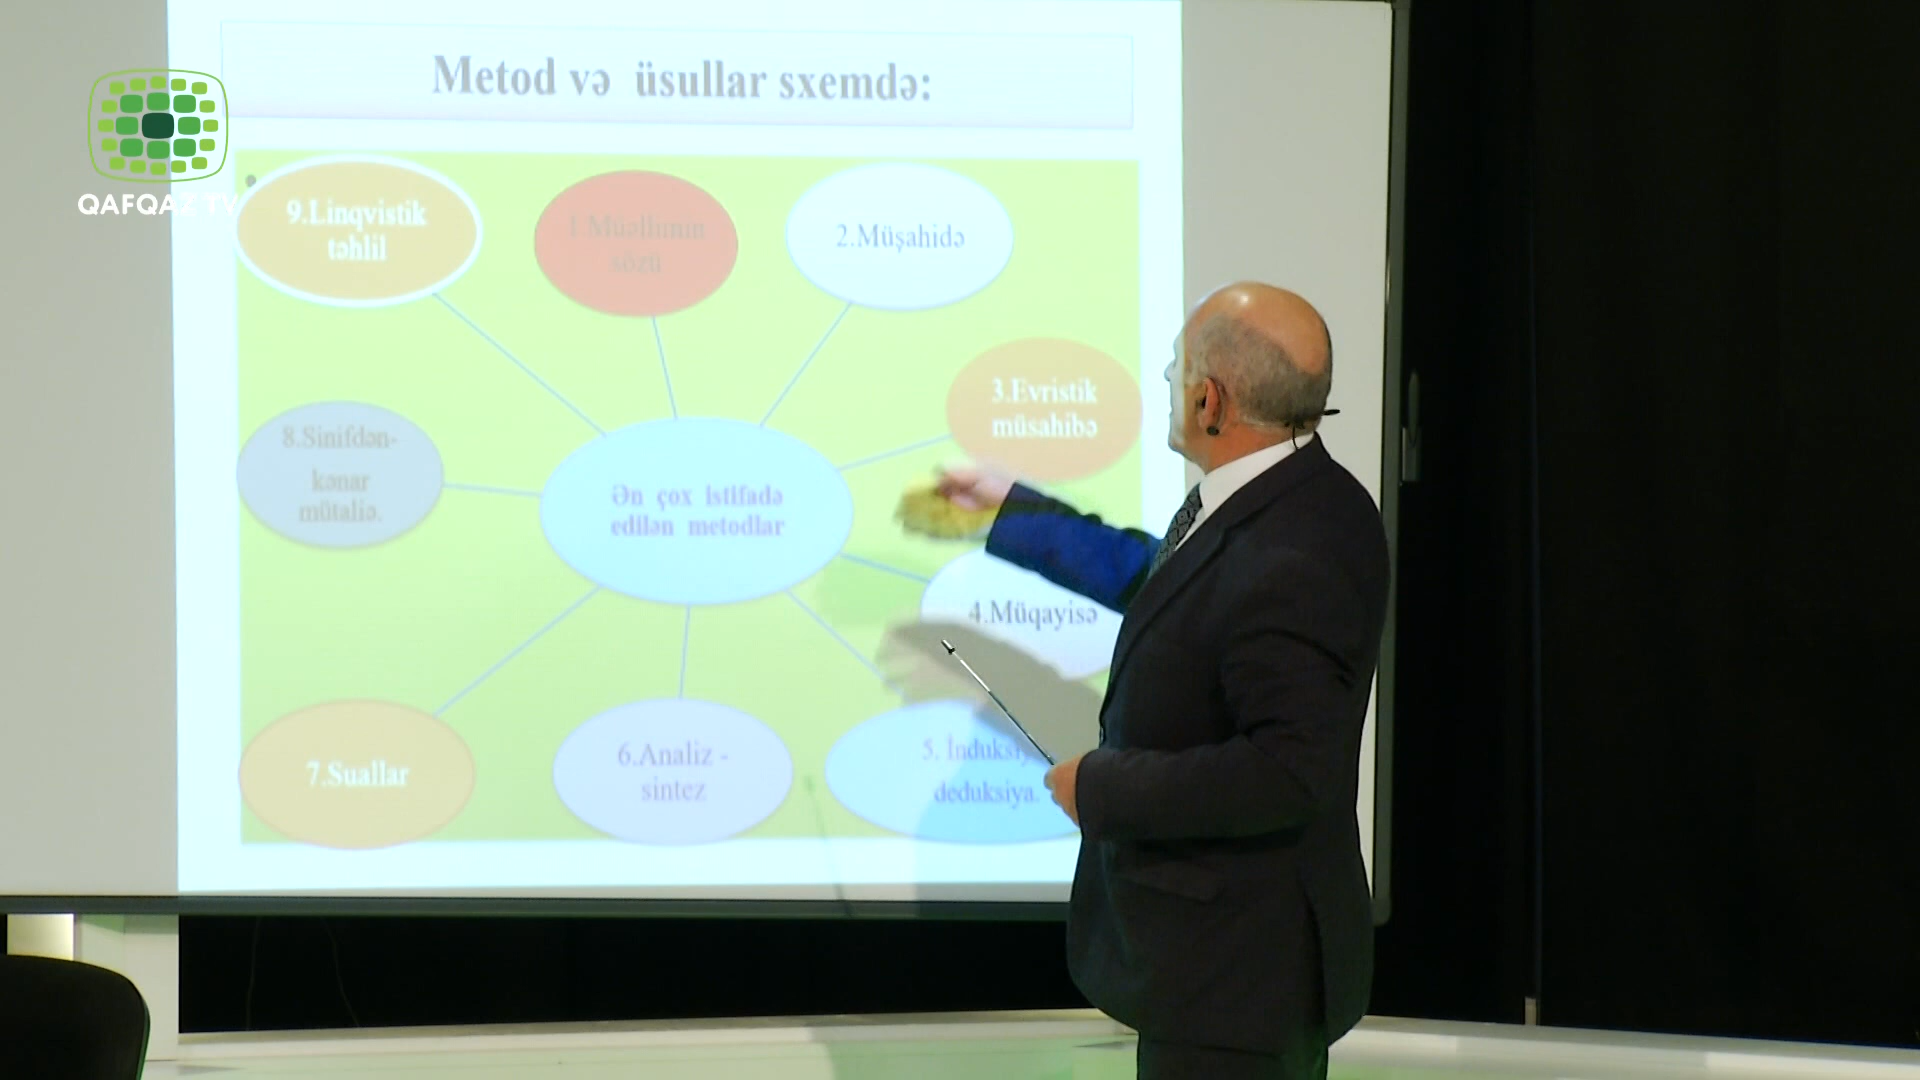 QAFQAZ TV
Metod və üsullar sxemdə:
9.Linqvistik
təhlil
1.Müəllimin
sözü
2.Müşahidə
3.Evristik
müsahibə
8.Sinifdən-
kənar
mütaliə.
Ən çox istifadə
edilən metodlar
4.Müqayisə
7.Suallar
6.Analiz -
sintez
5. İnduksiy
deduksiya.